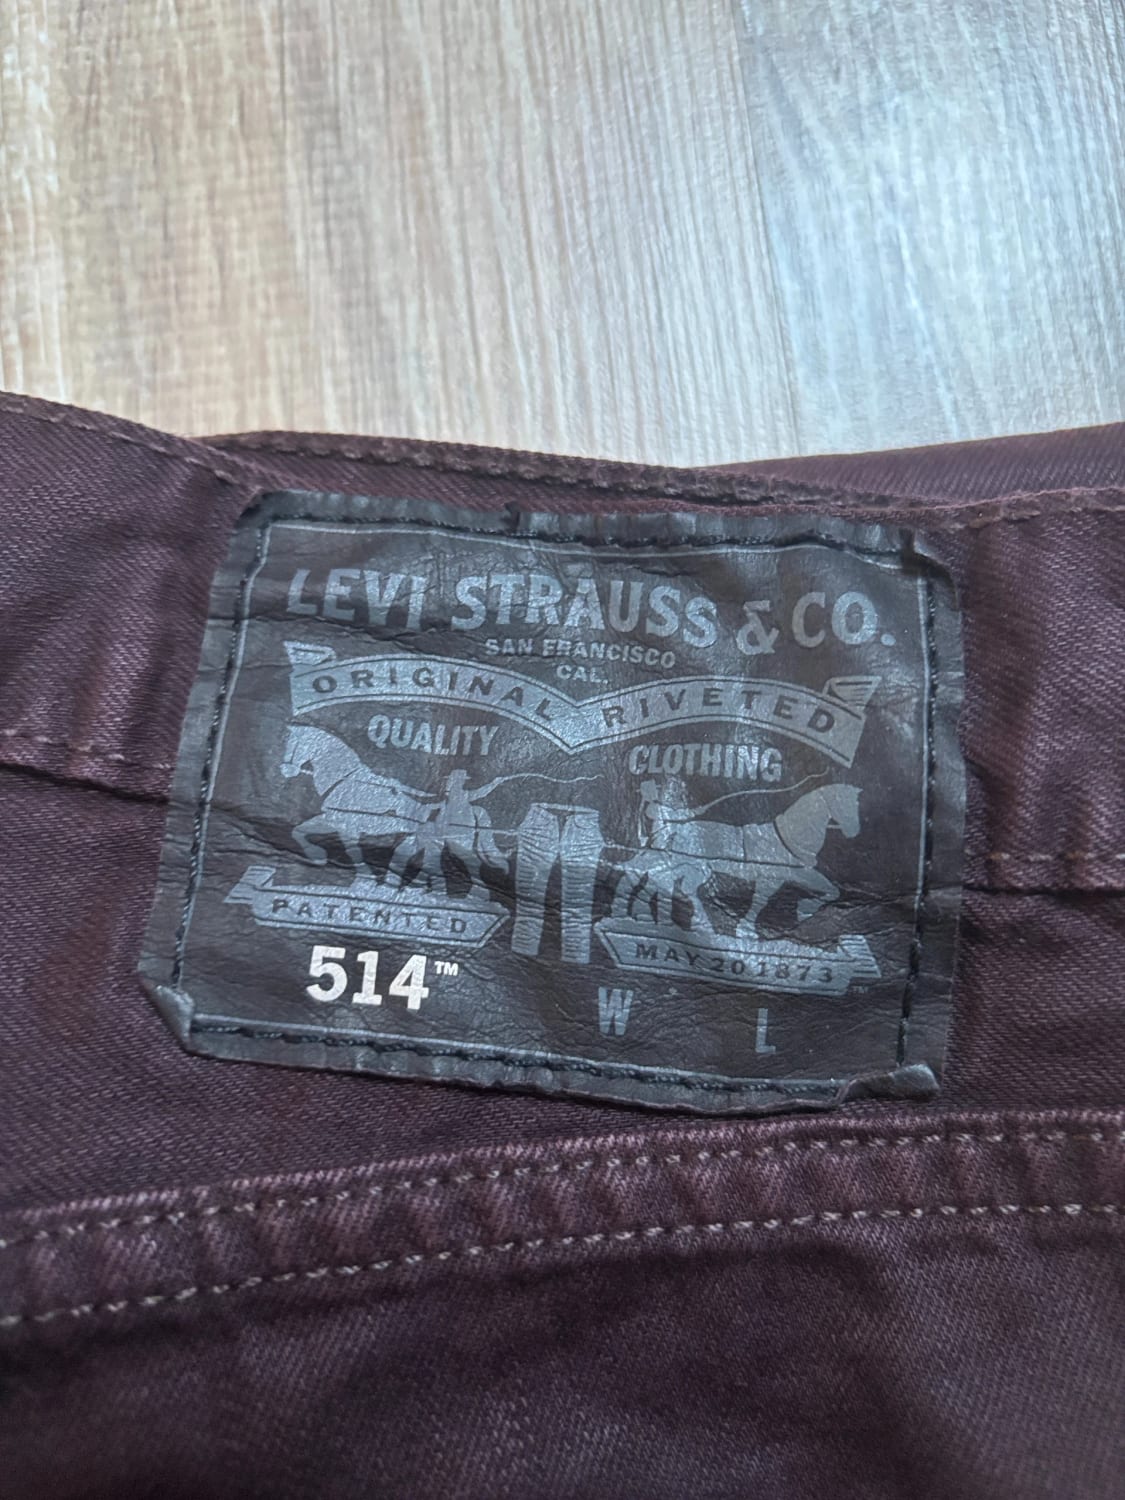 LEVI STRAUSS & CO.
SAN FRANCISCO
CAL.
ORIGINAL RIVETED
QUALITY CLOTHING
PATENTED
MAY 20 1873
514™
W L